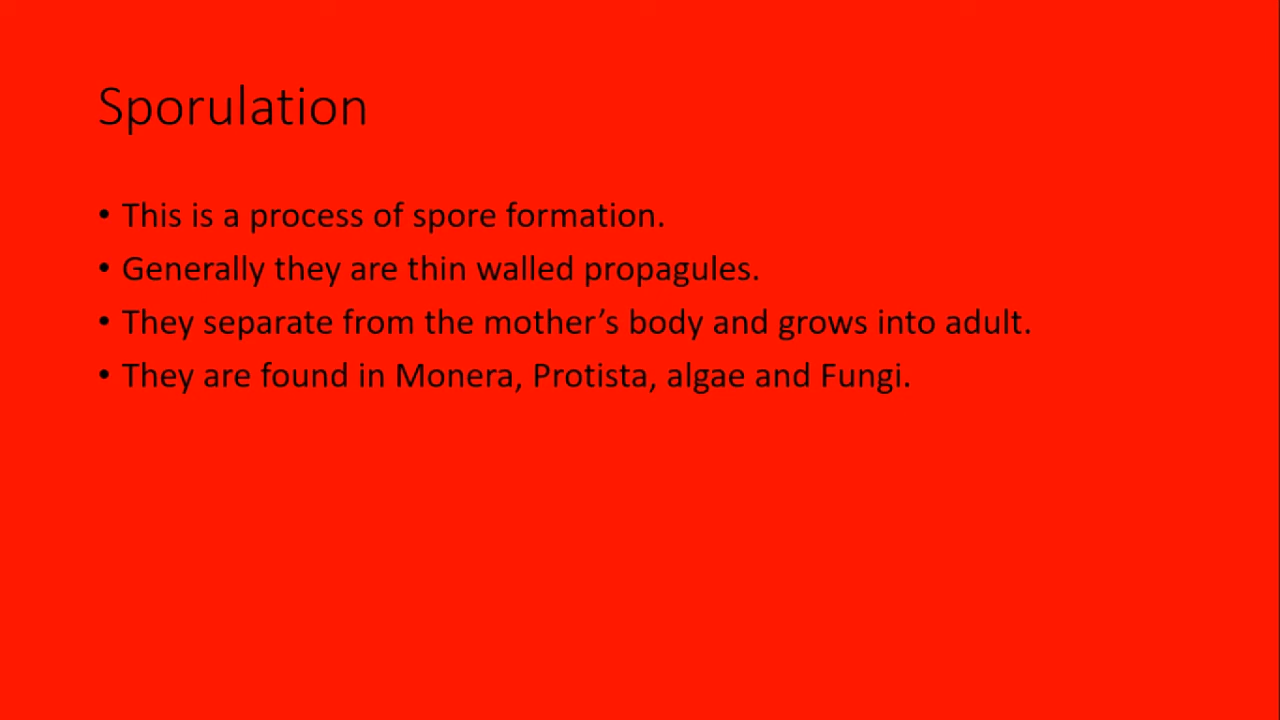 Sporulation
• This is a process of spore formation.
• Generally they are thin walled propagules.
• They separate from the mother’s body and grows into adult.
• They are found in Monera, Protista, algae and Fungi.